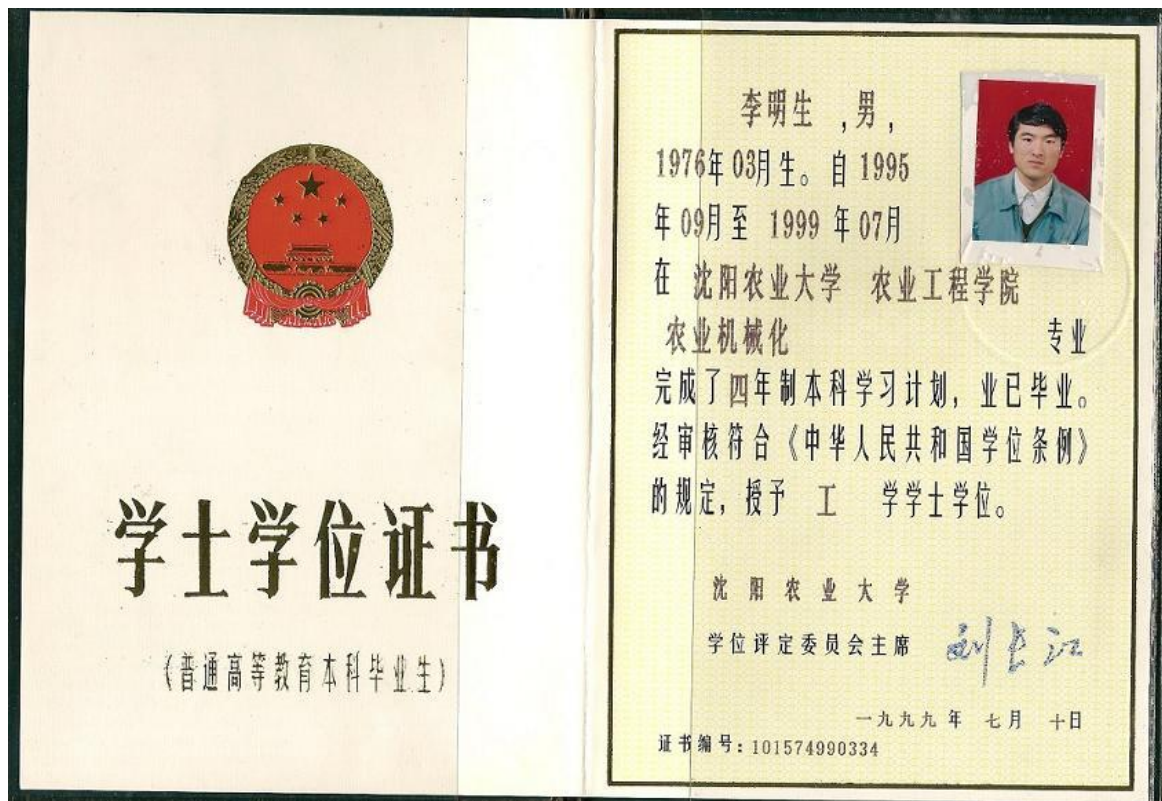 学士学位证书
《普通高等教育本科毕业生》
李明生 ,男,
1976年03月生。自1995
年09月至 1999 年07月
在 沈阳农业大学 农业工程学院
农业机械化 专业
完成了四年制本科学习计划, 业已毕业。
经审核符合《中华人民共和国学位条例》
的规定, 授予 工 学学士学位。
沈阳农业大学
学位评定委员会主席 刘长江
一九九九年 七月 十日
证书编号:101574990334